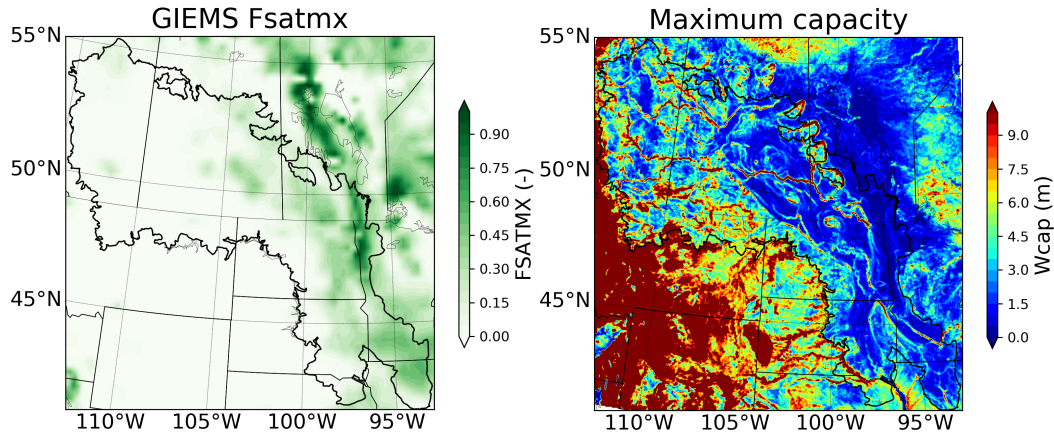 GIEMS Fsatmx
55°N
50°N
45°N
110°W 105°W 100°W 95°W
0.90
0.75
0.60
0.45
0.30
0.15
0.00
FSATMX (-)
Maximum capacity
55°N
50°N
45°N
110°W 105°W 100°W 95°W
9.0
7.5
6.0
4.5
3.0
1.5
0.0
Wcap (m)